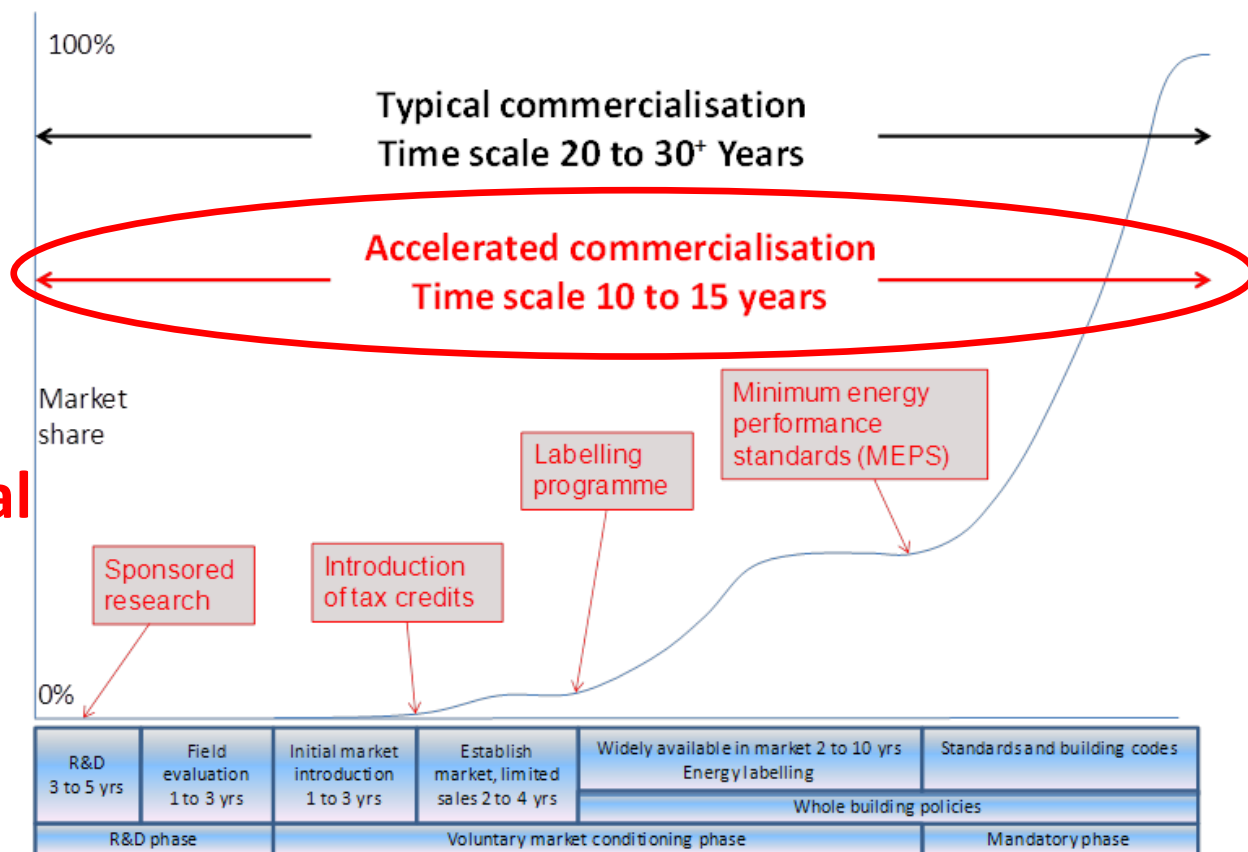 100%
Typical commercialisation
Time scale 20 to 30+ Years
Accelerated commercialisation
Time scale 10 to 15 years
Market
share
al
Minimum energy
performance
standards (MEPS)
Labelling
programme
Sponsored
research
Introduction
of tax credits
0%
R&D
3 to 5 yrs
Field
evaluation
1 to 3 yrs
Initial market
introduction
1 to 3 yrs
Establish
market, limited
sales 2 to 4 yrs
Widely available in market 2 to 10 yrs
Energy labelling
Standards and building codes
Whole building policies
R&D phase
Voluntary market conditioning phase
Mandatory phase